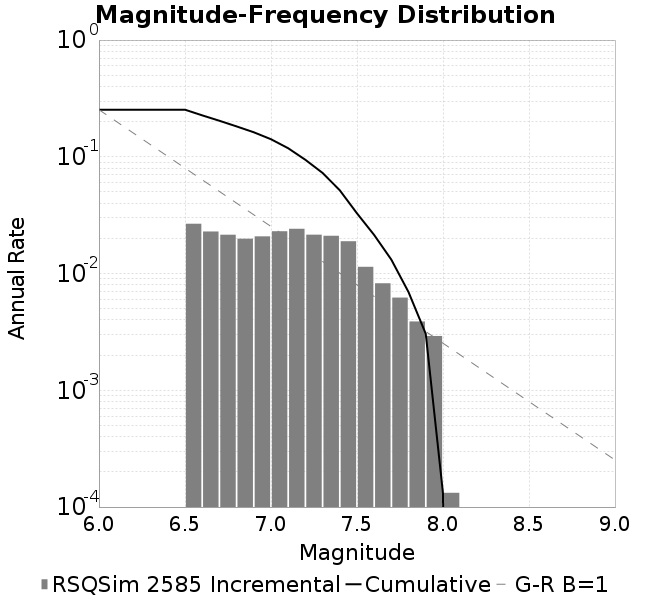 Magnitude-Frequency Distribution
10^0
10^-1
10^-2
10^-3
10^-4
Annual Rate
6.0 6.5 7.0 7.5 8.0 8.5 9.0
Magnitude
RSQSim 2585 Incremental Cumulative G-R B=1